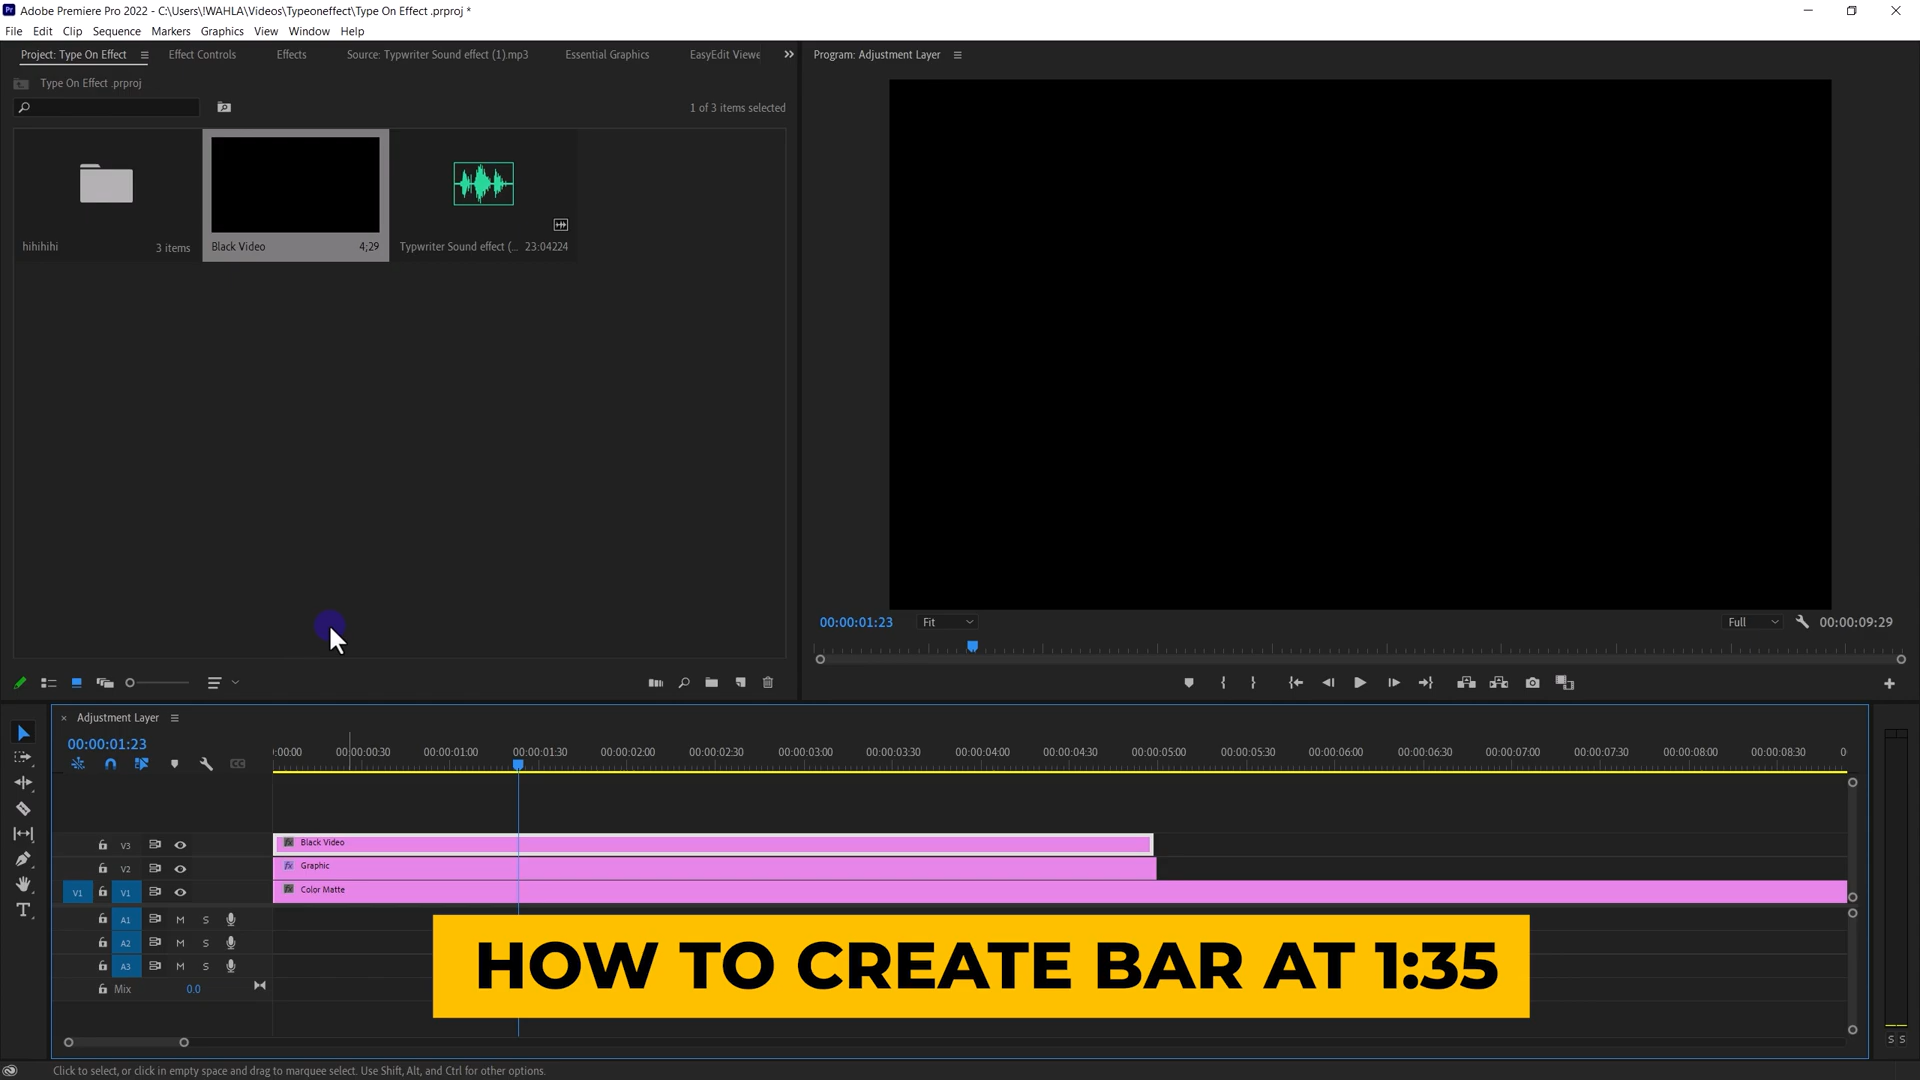 Pr Adobe Premiere Pro 2022 - C:\Users\!WAHLA\Videos\Typeoneffect\Type On Effect .prproj *
File Edit Clip Sequence Markers Graphics View Window Help
Project: Type On Effect Effect Controls Effects Source: Typwriter Sound effect (1).mp3 Essential Graphics EasyEdit Viewe
Program: Adjustment Layer
Type On Effect .prproj
1 of 3 items selected
hihihihi 3 items
Black Video 4;29
Typwriter Sound effect (... 23:04224
00:00:01:23 Fit Full 00:00:09:29
Adjustment Layer
00:00:01:23
:00:00 00:00:00:30 00:00:01:00 00:00:01:30 00:00:02:00 00:00:02:30 00:00:03:00 00:00:03:30 00:00:04:00 00:00:04:30 00:00:05:00 00:00:05:30 00:00:06:00 00:00:06:30 00:00:07:00 00:00:07:30 00:00:08:00 00:00:08:30 0
V3 Black Video
V2 fx Graphic
V1 V1 Color Matte
A1 M S
A2 M S
A3 M S
Mix 0.0
HOW TO CREATE BAR AT 1:35
S S
Click to select, or click in empty space and drag to marquee select. Use Shift, Alt, and Ctrl for other options.